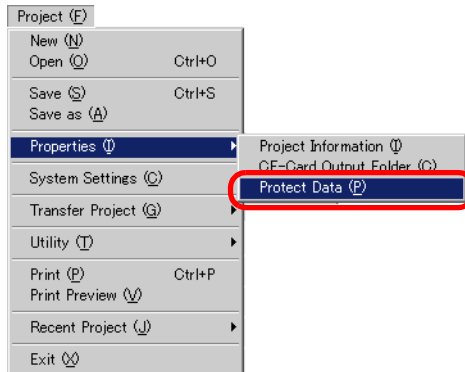 Project (F)
New (N)
Open (O) Ctrl+O
Save (S) Ctrl+S
Save as (A)
Properties (I)
Project Information (I)
CF-Card Output Folder (C)
Protect Data (P)
System Settings (C)
Transfer Project (G)
Utility (T)
Print (P) Ctrl+P
Print Preview (V)
Recent Project (J)
Exit (X)